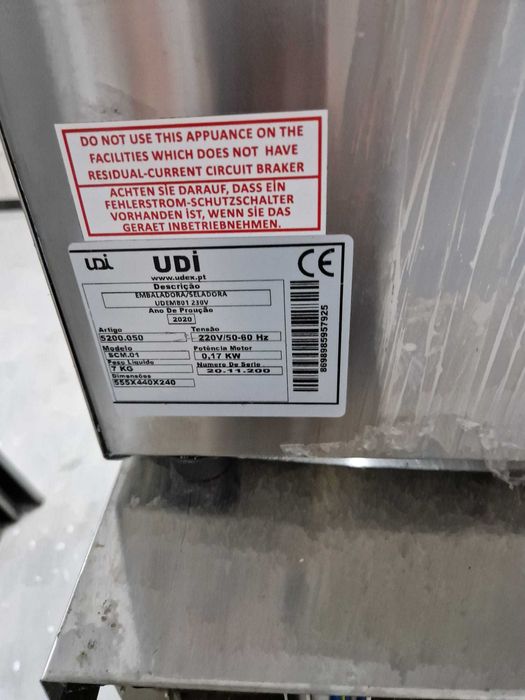 DO NOT USE THIS APPUANCE ON THE
FACILITIES WHICH DOES NOT HAVE
RESIDUAL-CURRENT CIRCUIT BRAKER
ACHTEN SIE DARAUF, DASS EIN
FEHLERSTROM-SCHUTZSCHALTER
VORHANDEN İST, WENN SIE DAS
GERAET INBETRIEBNEHMEN.
UDİ UDİ CE
www.udex.pt
Descrição
EMBALADORA/SELADORA
UDEMB01 230V
Ano De Proução
2020
Artigo Tensão
5200.050 220V/50-60 Hz
Modelo Potência Motor
SCM.01 0,17 KW
Peso Liquido Numero De Serie
7 KG 20.11.200
Dimensões
555X440X240
8698985957925